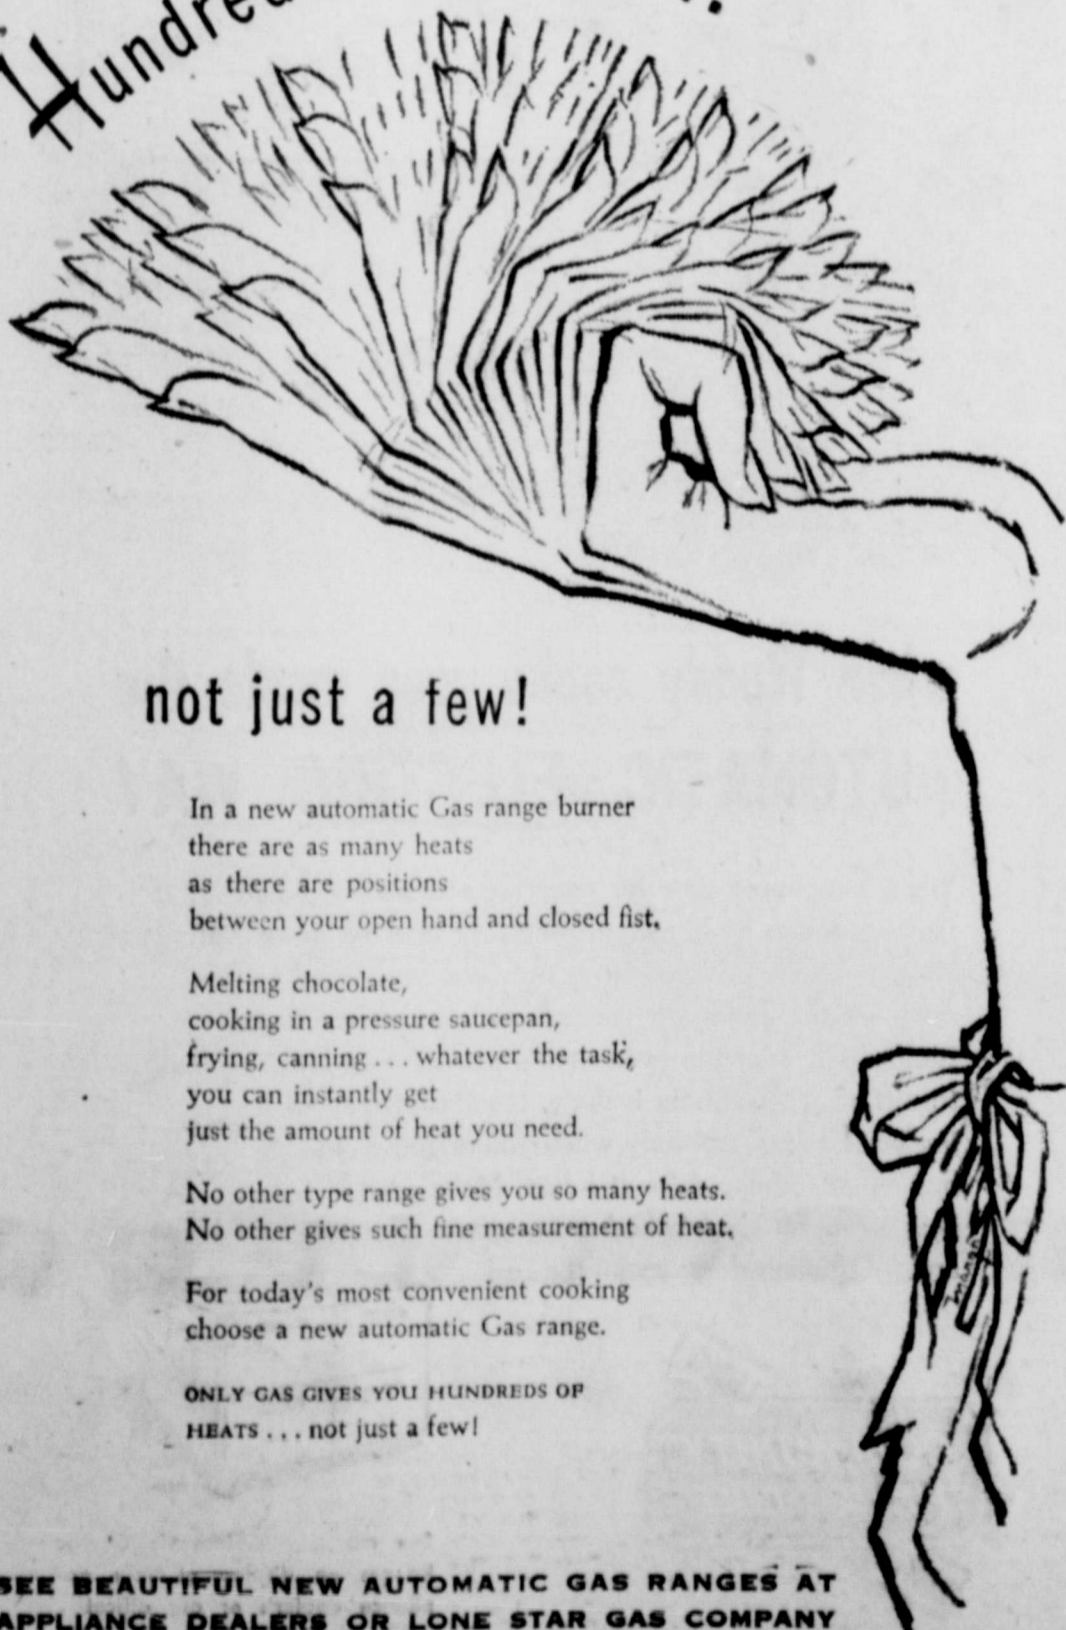 not just a few!
In a new automatic Gas range burner
there are as many heats
as there are positions
between your open hand and closed fist.
Melting chocolate,
cooking in a pressure saucepan,
frying, canning . . . whatever the task,
you can instantly get
just the amount of heat you need.
No other type range gives you so many heats.
No other gives such fine measurement of heat.
For today's most convenient cooking
choose a new automatic Gas range.
ONLY GAS GIVES YOU HUNDREDS OF
HEATS . . . not just a few!
SEE BEAUTIFUL NEW AUTOMATIC GAS RANGES AT
APPLIANCE DEALERS OR LONE STAR GAS COMPANY